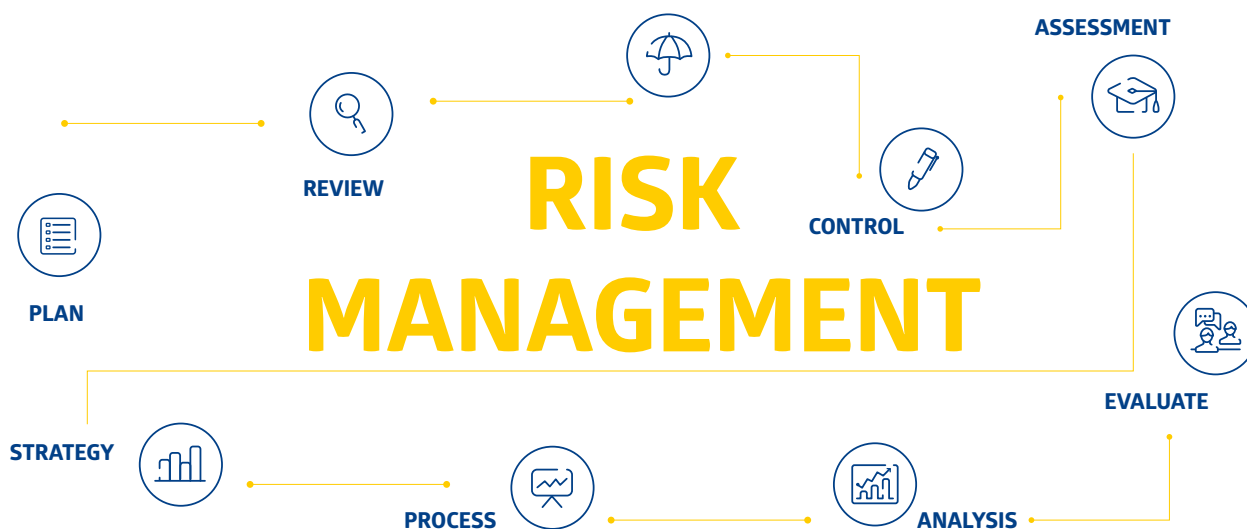 ASSESSMENT
REVIEW
RISK
MANAGEMENT
CONTROL
PLAN
EVALUATE
STRATEGY
PROCESS
ANALYSIS